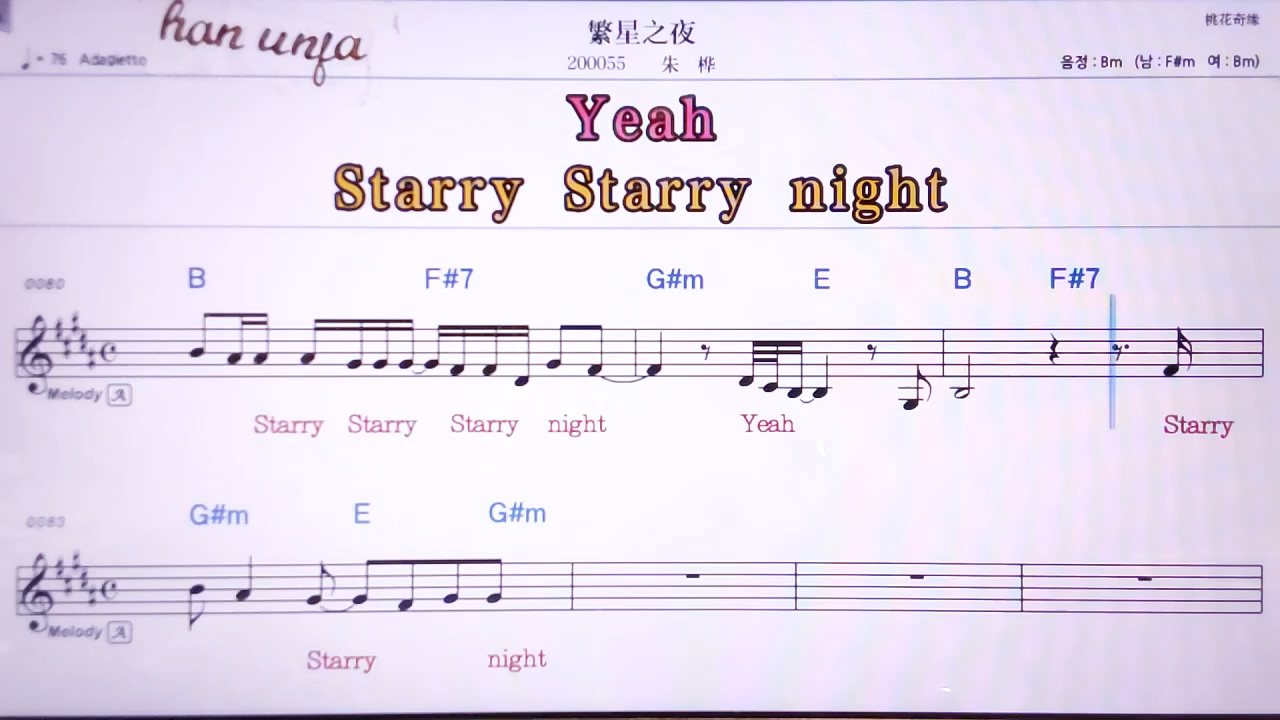 han unja
繁星之夜
桃花奇缘
♩ = 76 Adagietto
200055 朱 桦
음정 : Bm (남 : F#m 여 : Bm)
Yeah
Starry Starry night
0080
B F#7 G#m E B F#7
Melody A
Starry Starry Starry night Yeah Starry
0083
G#m E G#m
Melody A
Starry night